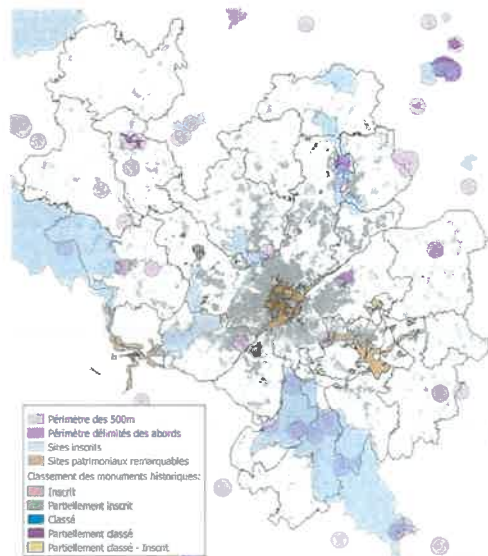 Périmètre des 500m
Périmètre délimités des abords
Sites inscrits
Sites patrimoniaux remarquables
Classement des monuments historiques:
Inscrit
Partiellement inscrit
Classé
Partiellement classé
Partiellement classé - Inscrit